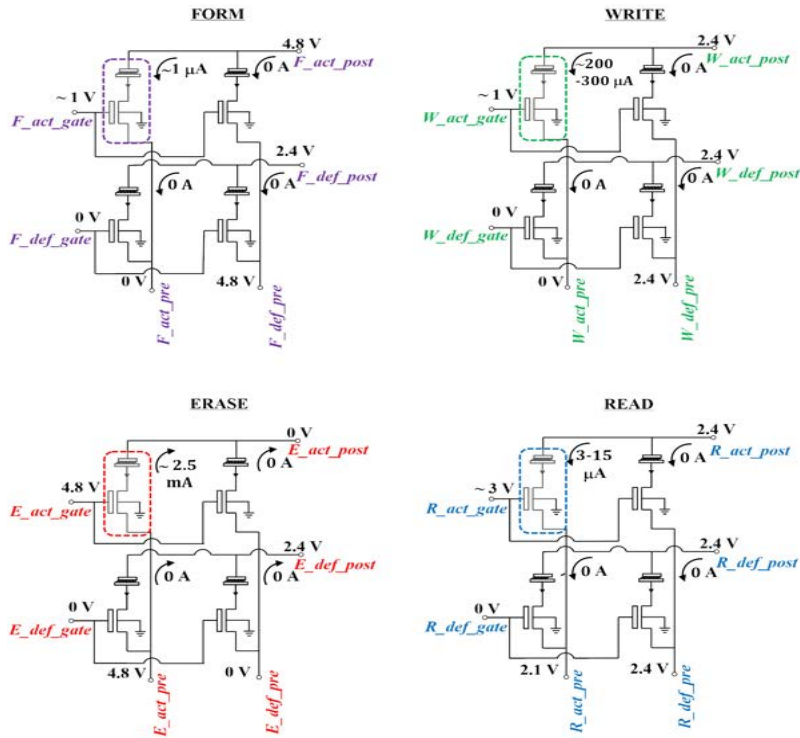 FORM
4.8 V
F_act_post
~1 µA
0 A
~ 1 V
F_act_gate
2.4 V
F_def_post
0 A
0 A
0 V
F_def_gate
0 V
4.8 V
F_act_pre
F_def_pre
WRITE
2.4 V
W_act_post
~200
-300 µA
0 A
~ 1 V
W_act_gate
2.4 V
W_def_post
0 A
0 A
0 V
W_def_gate
0 V
2.4 V
W_act_pre
W_def_pre
ERASE
0 V
E_act_post
~ 2.5
mA
0 A
4.8 V
E_act_gate
2.4 V
E_def_post
0 A
0 A
0 V
E_def_gate
4.8 V
0 V
E_act_pre
E_def_pre
READ
2.4 V
R_act_post
3-15
µA
0 A
~ 3 V
R_act_gate
2.4 V
R_def_post
0 A
0 A
0 V
R_def_gate
2.1 V
2.4 V
R_act_pre
R_def_pre